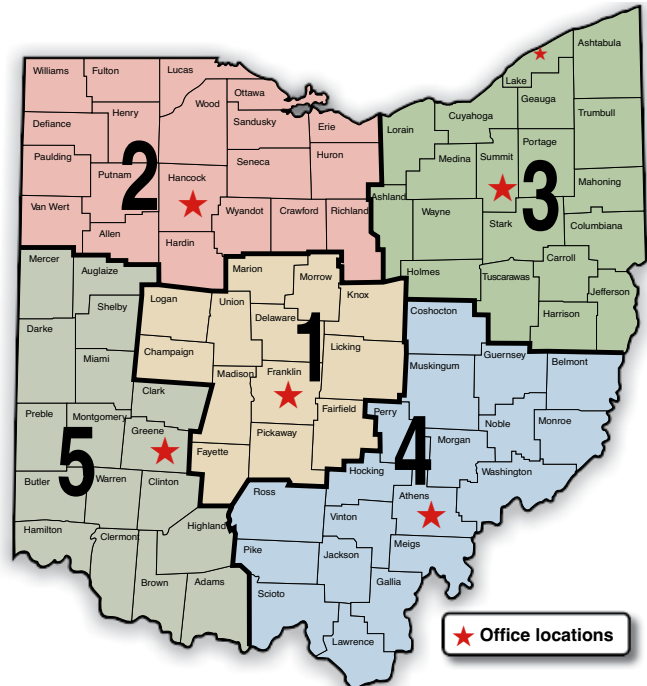 Ashtabula
Williams
Fulton
Lucas
Lake
Ottawa
Geauga
Wood
Henry
Cuyahoga
Trumbull
Defiance
Sandusky
Erie
Lorain
Portage
Paulding
Huron
Medina
Summit
Seneca
Putnam
2
Hancock
3
Mahoning
Ashland
Van Wert
Wyandot
Crawford
Richland
Wayne
Stark
Columbiana
Allen
Hardin
Mercer
Carroll
Auglaize
Marion
Holmes
Tuscarawas
Morrow
Jefferson
Logan
Union
Knox
Shelby
Coshocton
Harrison
Delaware
Darke
1
Licking
Champaign
Guernsey
Miami
Muskingum
Belmont
Madison
Franklin
Clark
Fairfield
Preble
Montgomery
Perry
Monroe
Noble
Greene
Pickaway
Morgan
5
4
Fayette
Hocking
Washington
Butler
Warren
Clinton
Ross
Athens
Vinton
Highland
Hamilton
Clermont
Meigs
Pike
Jackson
Brown
Adams
Gallia
Scioto
Lawrence
Office locations